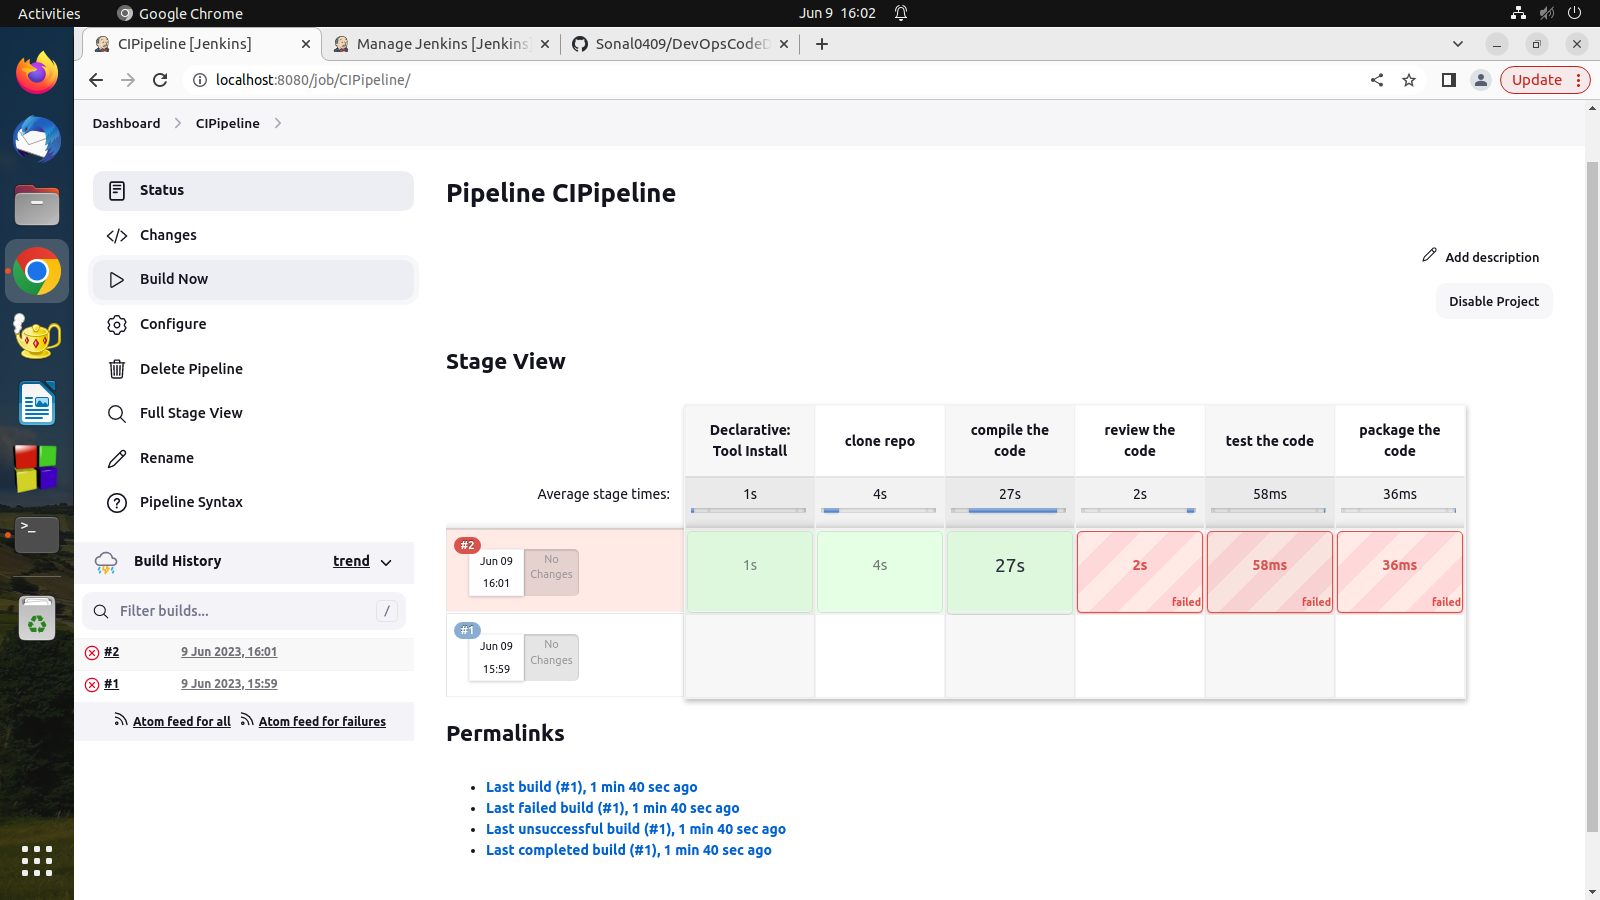 Activities
Google Chrome
Jun 9 16:02
CIPipeline [Jenkins]
Manage Jenkins [Jenkins]
Sonal0409/DevOpsCodeD
localhost:8080/job/CIPipeline/
Update
Dashboard
CIPipeline
Status
Changes
Build Now
Configure
Delete Pipeline
Full Stage View
Rename
Pipeline Syntax
Build History
trend
Filter builds...
/
#2
9 Jun 2023, 16:01
#1
9 Jun 2023, 15:59
Atom feed for all
Atom feed for failures
Pipeline CIPipeline
Add description
Disable Project
Stage View
Declarative:
Tool Install
clone repo
compile the
code
review the
code
test the code
package the
code
Average stage times:
1s
4s
27s
2s
58ms
36ms
#2
Jun 09
16:01
No
Changes
1s
4s
27s
2s
failed
58ms
failed
36ms
failed
#1
Jun 09
15:59
No
Changes
Permalinks
Last build (#1), 1 min 40 sec ago
Last failed build (#1), 1 min 40 sec ago
Last unsuccessful build (#1), 1 min 40 sec ago
Last completed build (#1), 1 min 40 sec ago